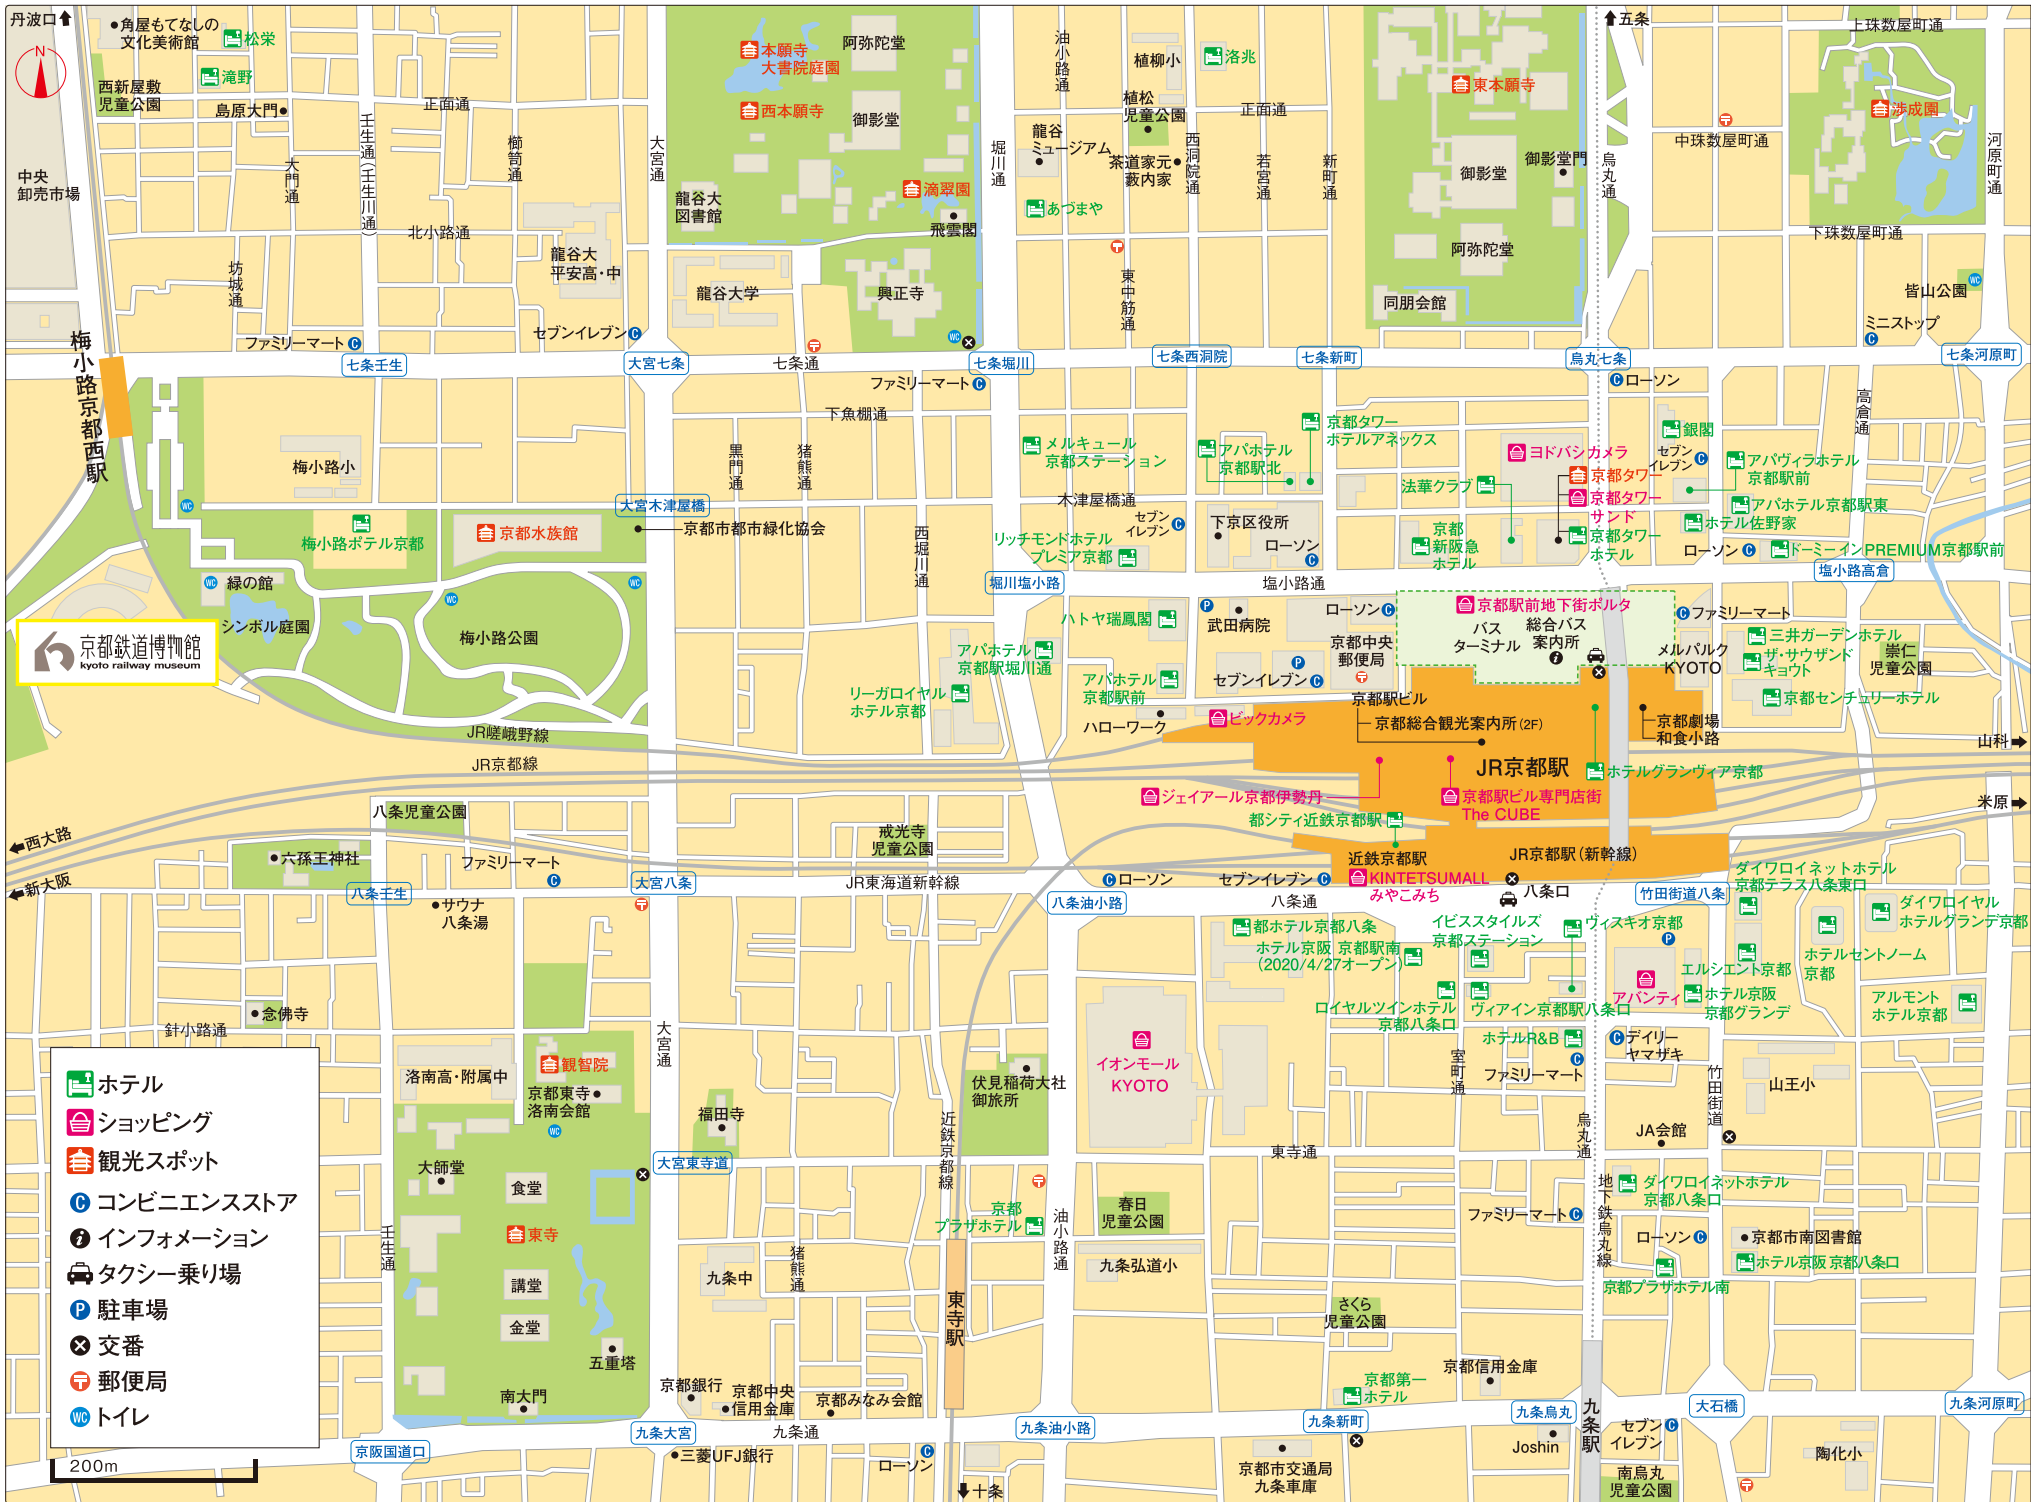 丹波口
N
角屋もてなしの
文化美術館
松栄
滝野
西新屋敷
児童公園
島原大門
中央
卸売市場
正面通
壬生通(壬生川通)
大門通
坊城通
北小路通
櫛笥通
大宮通
龍谷大
平安高・中
セブンイレブン
ファミリーマート
七条壬生
大宮七条
本願寺
大書院庭園
阿弥陀堂
西本願寺
御影堂
滴翠園
飛雲閣
龍谷大
図書館
龍谷大学
興正寺
七条通
堀川通
七条堀川
油小路通
植柳小
洛兆
植松
児童公園
龍谷
ミュージアム
茶道家元
藪内家
西洞院通
あづまや
東中筋通
正面通
若宮通
新町通
七条西洞院
七条新町
東本願寺
御影堂
御影堂門
阿弥陀堂
同朋会館
五条
烏丸通
烏丸七条
上珠数屋町通
渉成園
中珠数屋町通
河原町通
下珠数屋町通
皆山公園
WC
ミニストップ
七条河原町
梅小路京都西駅
梅小路小
梅小路ポテル京都
京都水族館
大宮木津屋橋
京都市都市緑化協会
緑の館
シンボル庭園
梅小路公園
京都鉄道博物館
kyoto railway museum
JR嵯峨野線
JR京都線
ファミリーマート
下魚棚通
黒門通
猪熊通
西堀川通
メルキュール
京都ステーション
アパホテル
京都駅北
京都タワー
ホテルアネックス
木津屋橋通
セブン
イレブン
下京区役所
ローソン
リッチモンドホテル
プレミア京都
堀川塩小路
塩小路通
ローソン
ヨドバシカメラ
法華クラブ
京都タワー
京都タワー
サンド
京都タワー
ホテル
京都
新阪急
ホテル
銀閣
セブン
イレブン
高倉通
アパヴィラホテル
京都駅前
アパホテル京都駅東
ホテル佐野家
ローソン
ドーミーインPREMIUM京都駅前
塩小路高倉
ハトヤ瑞鳳閣
武田病院
ローソン
京都中央
郵便局
アパホテル
京都駅堀川通
アパホテル
京都駅前
セブンイレブン
リーガロイヤル
ホテル京都
ハローワーク
ビックカメラ
京都駅前地下街ポルタ
バス
ターミナル
総合バス
案内所
ファミリーマート
メルパルク
KYOTO
三井ガーデンホテル
ザ・サウザンド
キョウト
京都センチュリーホテル
崇仁
児童公園
京都駅ビル
京都総合観光案内所(2F)
京都劇場
和食小路
JR京都駅
ホテルグランヴィア京都
山科
米原
ジェイアール京都伊勢丹
京都駅ビル専門店街
The CUBE
都シティ近鉄京都駅
近鉄京都駅
JR京都駅(新幹線)
KINTETSUMALL
みやこみち
セブンイレブン
ローソン
八条口
八条通
八条油小路
竹田街道八条
ダイワロイネットホテル
京都テラス八条東口
ダイワロイヤル
ホテルグランデ京都
西大路
新大阪
八条児童公園
六孫王神社
ファミリーマート
八条壬生
サウナ
八条湯
大宮八条
戒光寺
児童公園
JR東海道新幹線
都ホテル京都八条
ホテル京阪 京都駅南
(2020/4/27オープン)
イビススタイルズ
京都ステーション
ヴィスキオ京都
ロイヤルツインホテル
京都八条口
ヴィアイン京都駅八条口
ホテルR&B
ファミリーマート
アバンティ
エルシエント京都
ホテル京阪
京都グランデ
ホテルセントノーム
京都
アルモント
ホテル京都
デイリー
ヤマザキ
竹田街道
山王小
JA会館
室町通
烏丸通
イオンモール
KYOTO
東寺通
念佛寺
針小路通
洛南高・附属中
観智院
京都東寺
洛南会館
大宮通
福田寺
大宮東寺道
大師堂
食堂
東寺
講堂
金堂
五重塔
南大門
壬生通
伏見稲荷大社
御旅所
近鉄京都線
京都
プラザホテル
油小路通
春日
児童公園
九条弘道小
九条中
猪熊通
東寺駅
京都銀行
京都中央
信用金庫
京都みなみ会館
九条通
九条大宮
三菱UFJ銀行
ローソン
十条
九条油小路
京阪国道口
さくら
児童公園
京都第一
ホテル
京都信用金庫
九条新町
京都市交通局
九条車庫
九条烏丸
Joshin
九条駅
地下鉄烏丸線
ファミリーマート
ダイワロイネットホテル
京都八条口
ローソン
京都市南図書館
ホテル京阪 京都八条口
京都プラザホテル南
大石橋
セブン
イレブン
南烏丸
児童公園
陶化小
九条河原町
ホテル
ショッピング
観光スポット
コンビニエンスストア
インフォメーション
タクシー乗り場
駐車場
交番
郵便局
トイレ
200m